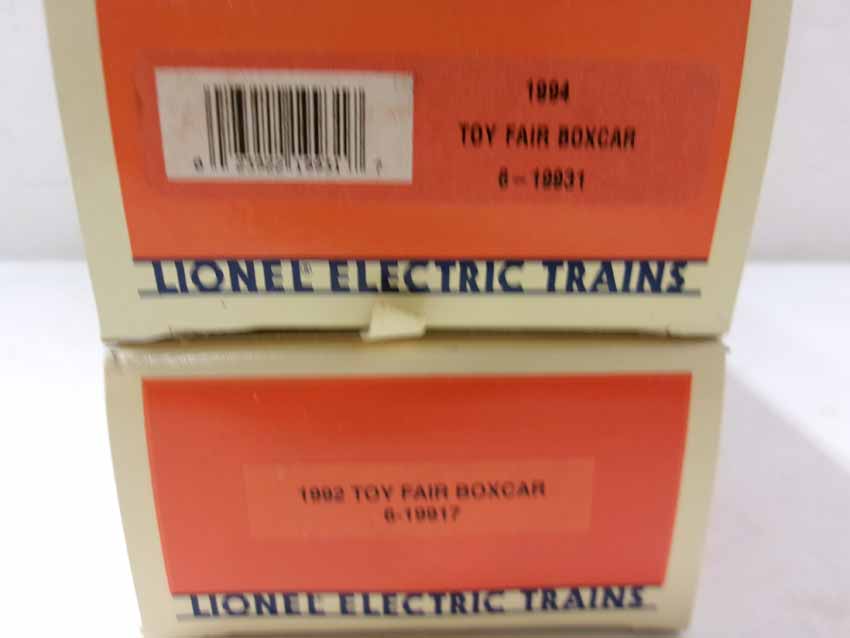 1994
TOY FAIR BOXCAR
6-19931
LIONEL® ELECTRIC TRAINS
1992 TOY FAIR BOXCAR
6-19917
LIONEL® ELECTRIC TRAINS